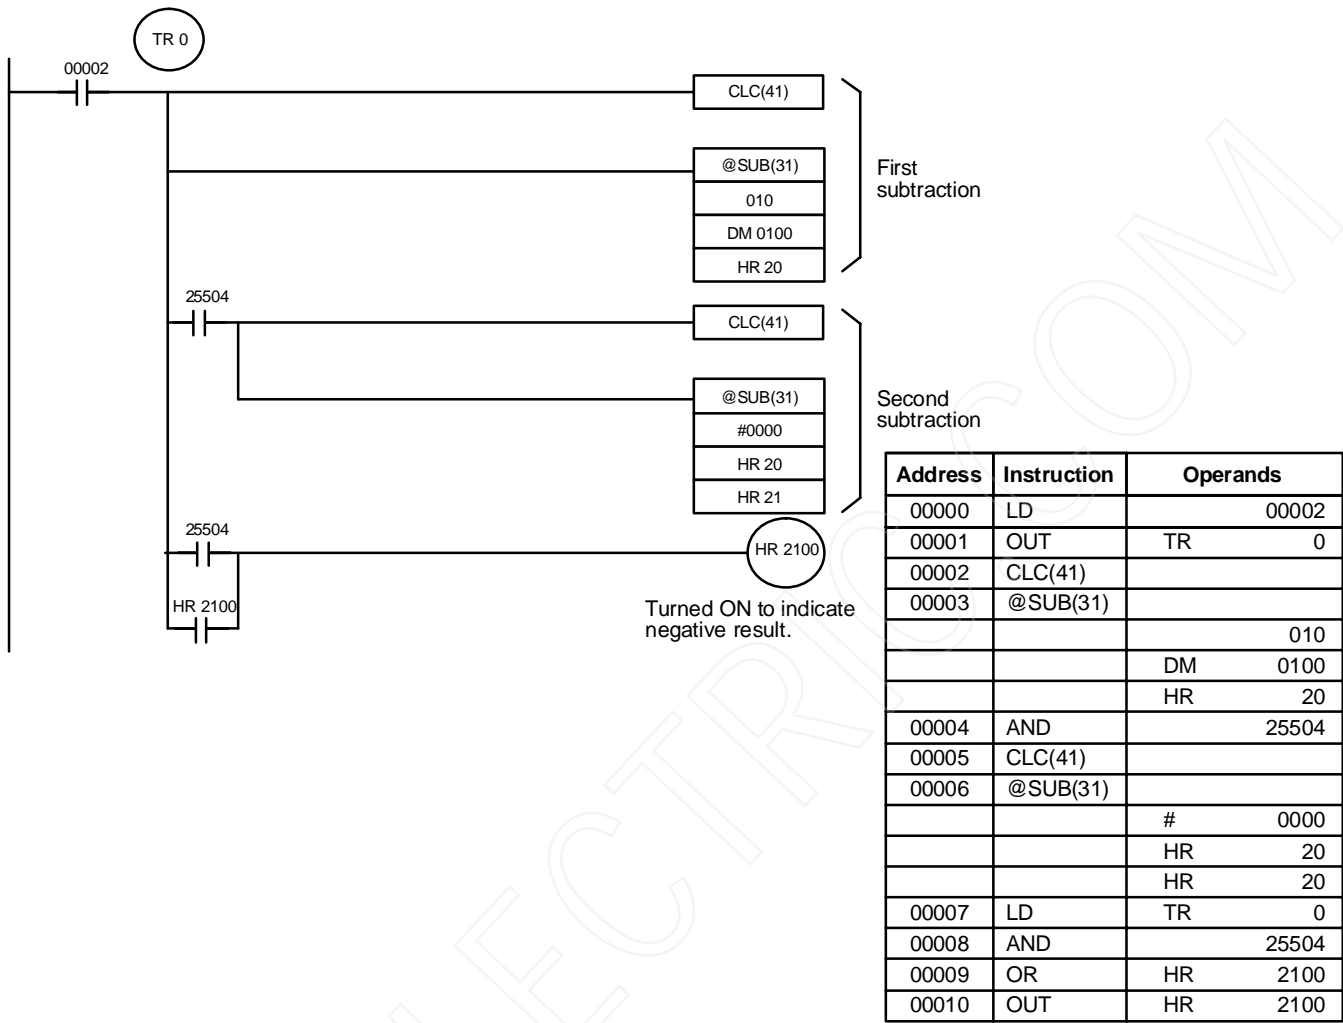 TR 0
00002
CLC(41)
@SUB(31)
010
DM 0100
HR 20
First
subtraction
25504
CLC(41)
@SUB(31)
#0000
HR 20
HR 21
Second
subtraction
25504
HR 2100
HR 2100
Turned ON to indicate
negative result.
Address Instruction Operands
00000 LD 00002
00001 OUT TR 0
00002 CLC(41)
00003 @SUB(31)
010
DM 0100
HR 20
00004 AND 25504
00005 CLC(41)
00006 @SUB(31)
# 0000
HR 20
HR 20
00007 LD TR 0
00008 AND 25504
00009 OR HR 2100
00010 OUT HR 2100
ELECTRIC.COM